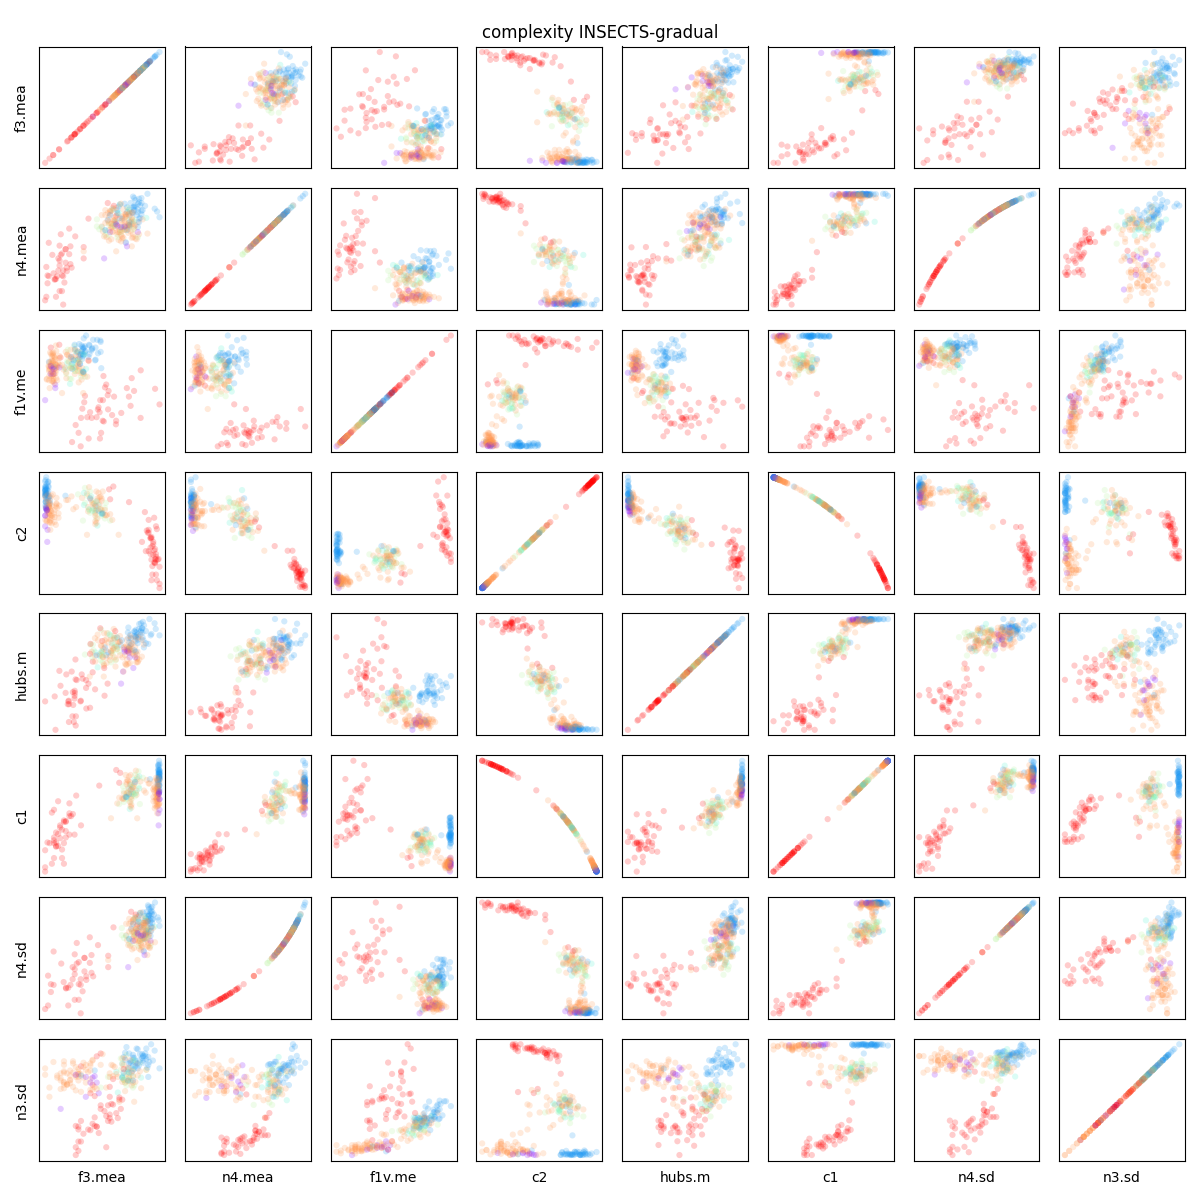 complexity INSECTS-gradual
f3.mea
n4.mea
f1v.me
c2
hubs.m
c1
n4.sd
n3.sd
f3.mea n4.mea f1v.me c2 hubs.m c1 n4.sd n3.sd